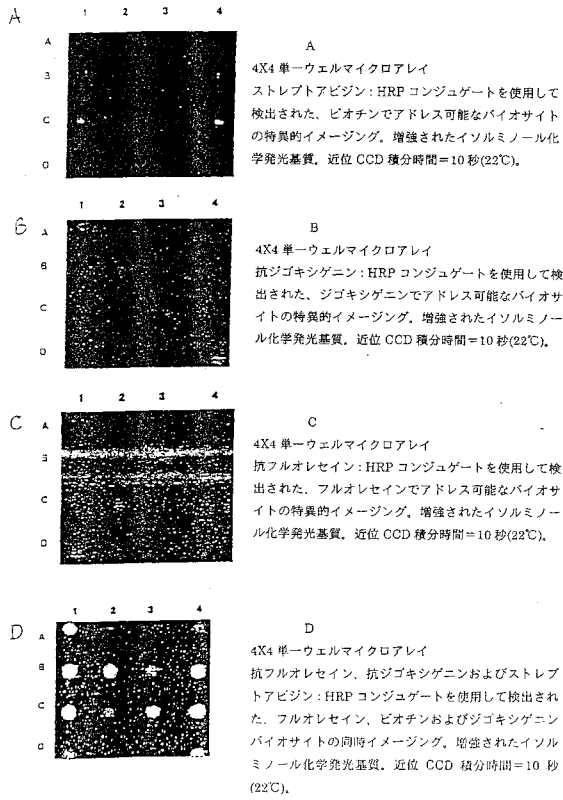 A
1 2 3 4
A
B
C
D
A
4X4 単一ウェルマイクロアレイ
ストレプトアビジン：HRP コンジュゲートを使用して
検出された、ビオチンでアドレス可能なバイオサイト
の特異的イメージング。増強されたイソルミノール化
学発光基質．近位 CCD 積分時間＝10 秒(22℃)。
B
1 2 3 4
A
B
C
D
B
4X4 単一ウェルマイクロアレイ
抗ジゴキシゲニン：HRP コンジュゲートを使用して検
出された、ジゴキシゲニンでアドレス可能なバイオサ
イトの特異的イメージング。増強されたイソルミノー
ル化学発光基質．近位 CCD 積分時間＝10 秒(22℃)。
C
1 2 3 4
A
B
C
D
C
4X4 単一ウェルマイクロアレイ
抗フルオレセイン：HRP コンジュゲートを使用して検
出された、フルオレセインでアドレス可能なバイオサ
イトの特異的イメージング。増強されたイソルミノー
ル化学発光基質。近位 CCD 積分時間＝10 秒(22℃)。
D
1 2 3 4
A
B
C
D
D
4X4 単一ウェルマイクロアレイ
抗フルオレセイン、抗ジゴキシゲニンおよびストレプ
トアビジン：HRP コンジュゲートを使用して検出され
た、フルオレセイン、ビオチンおよびジゴキシゲニン
バイオサイトの同時イメージング。増強されたイソル
ミノール化学発光基質。近位 CCD 積分時間＝10 秒
(22℃)。